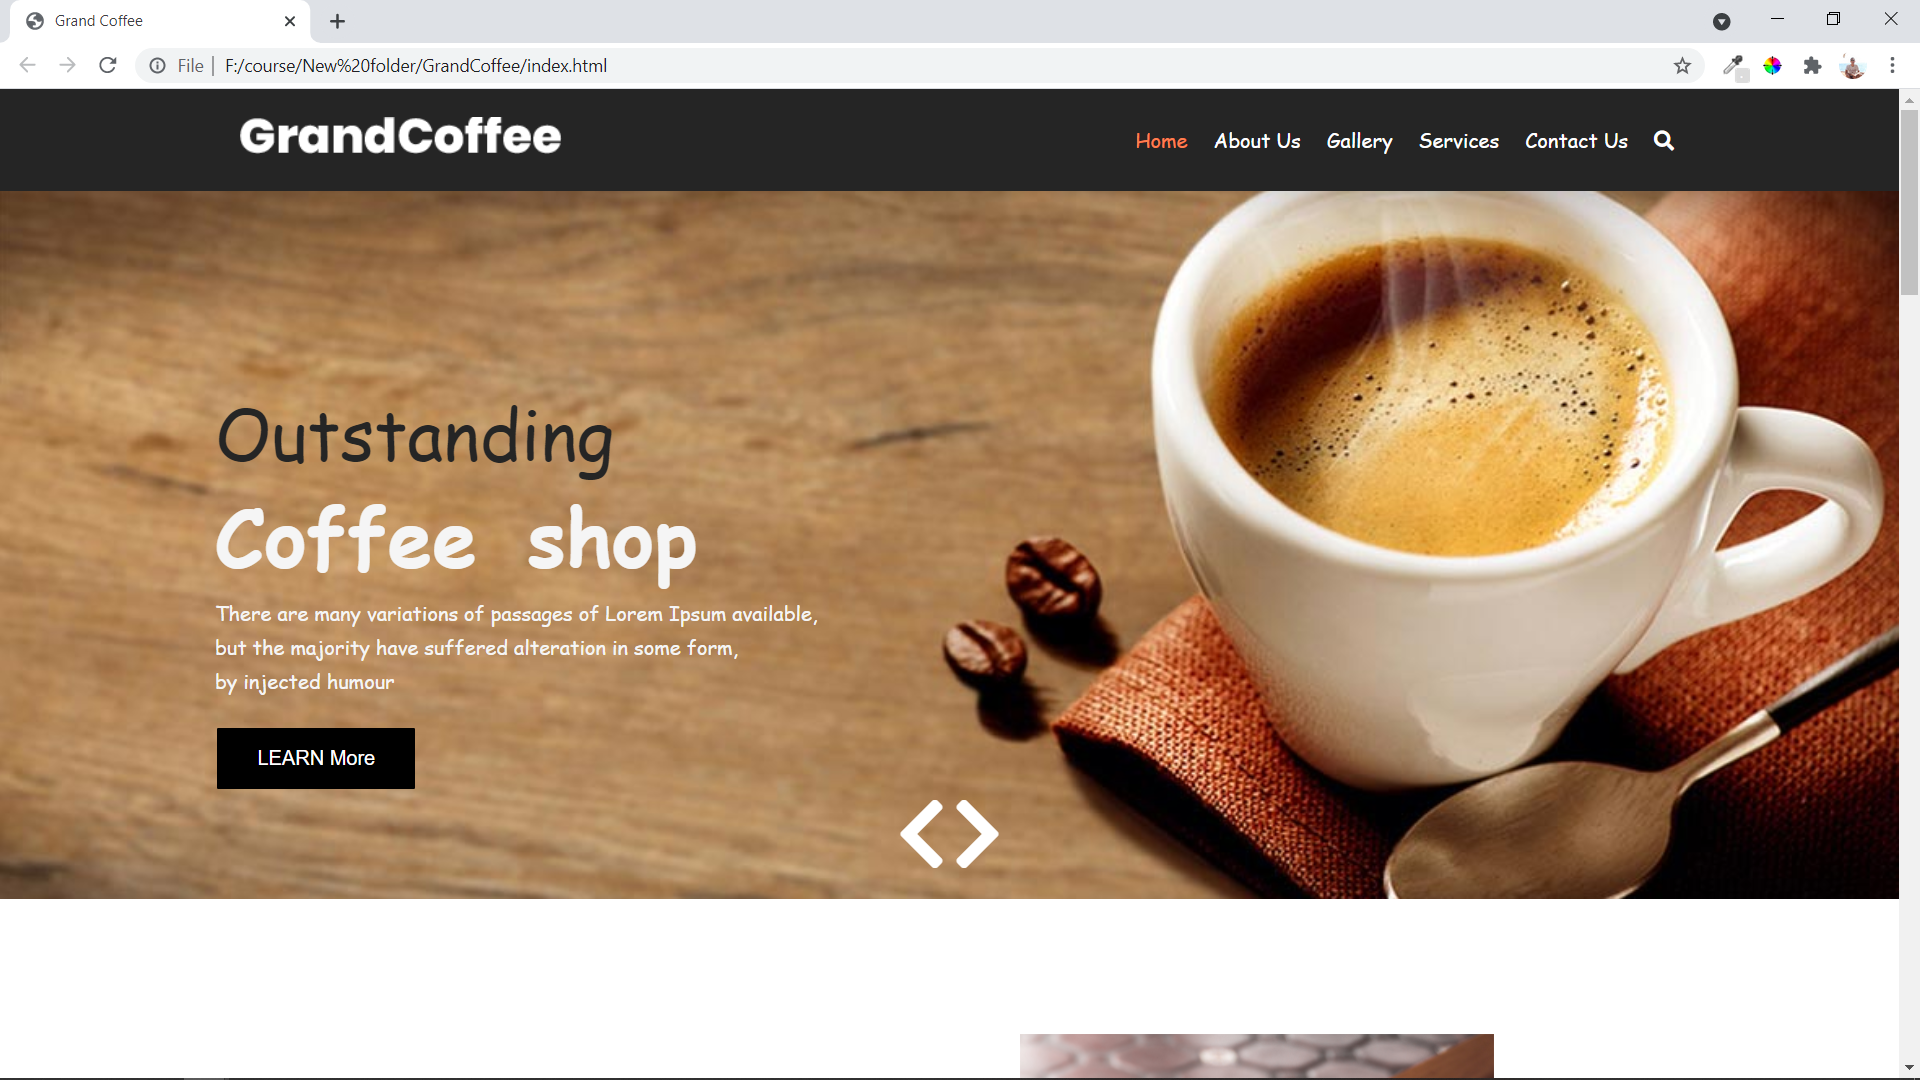 Grand Coffee
File | F:/course/New%20folder/GrandCoffee/index.html
GrandCoffee
Home About Us Gallery Services Contact Us
Outstanding
Coffee shop
There are many variations of passages of Lorem Ipsum available,
but the majority have suffered alteration in some form,
by injected humour
LEARN More